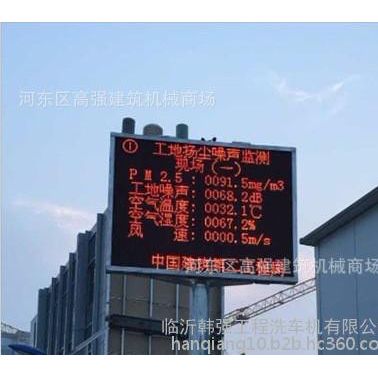 河东区高强建筑机械商场
① 工地扬尘噪声监测
现场(一)
PM2.5:0091.5mg/m3
工地噪声:0068.2dB
空气温度:0032.1℃
空气湿度:0067.2%
风 速:0000.5m/s
中国
河东区高强建筑机械商场
临沂韩强工程洗车机有限公
hanqiang10.b2b.hc360.co